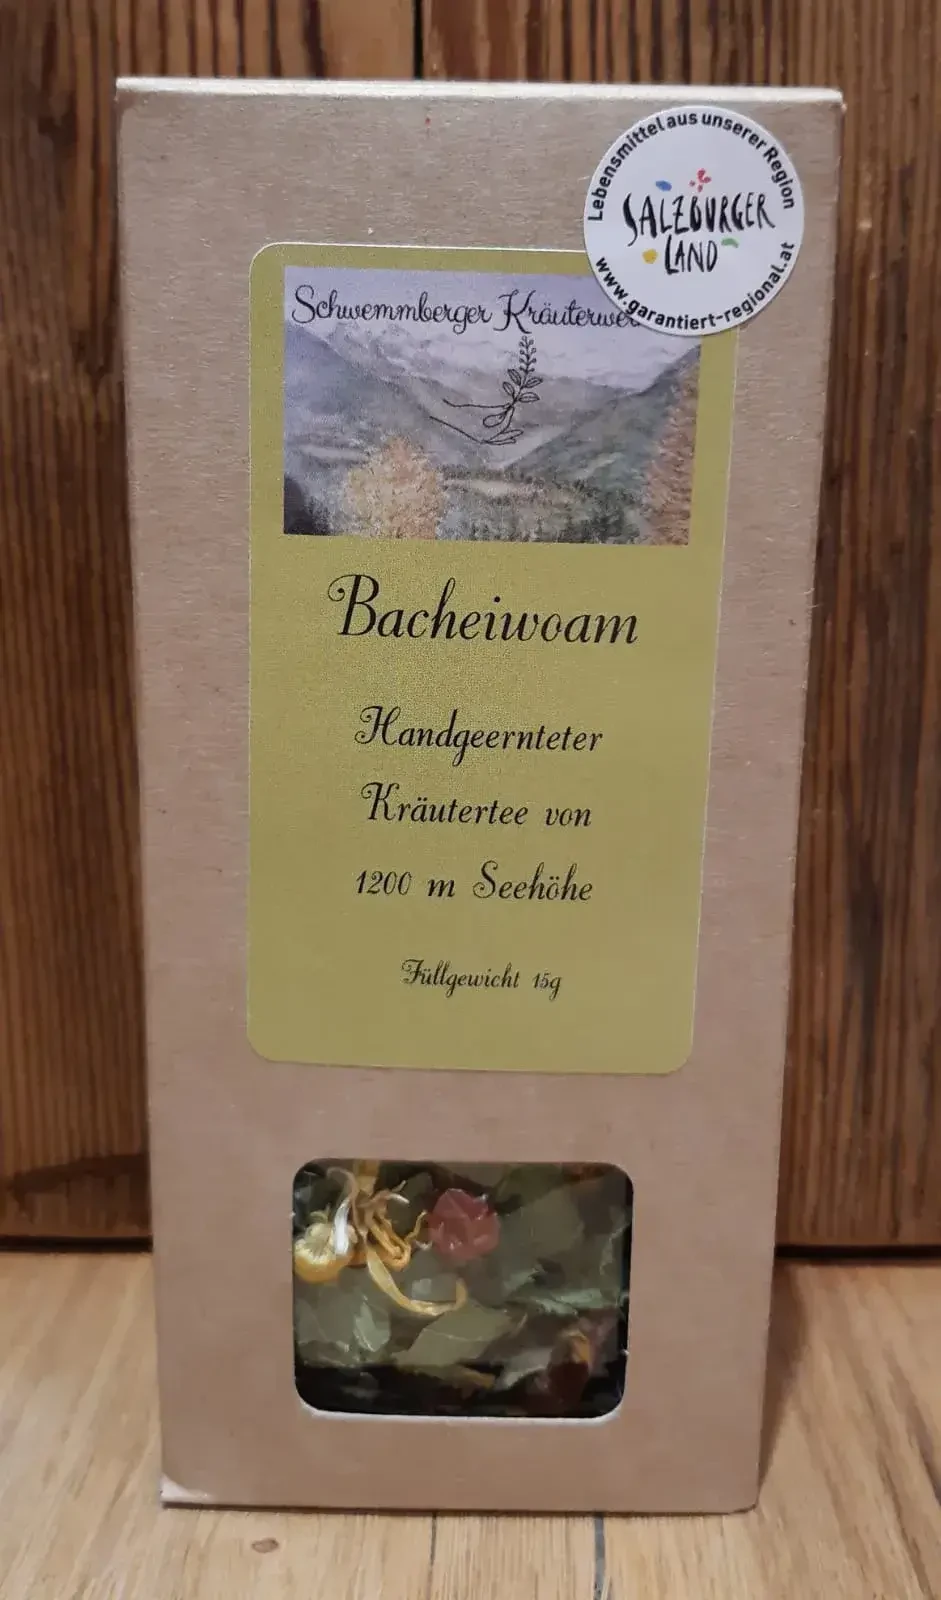 Lebensmittel aus unserer Region
SALZBURGER
LAND
www.garantiert-regional.at
Schwemmberger
Bacheiwoam
Handgeernteter
Kräutertee von
1200 m Seehöhe
Füllgewicht 15g